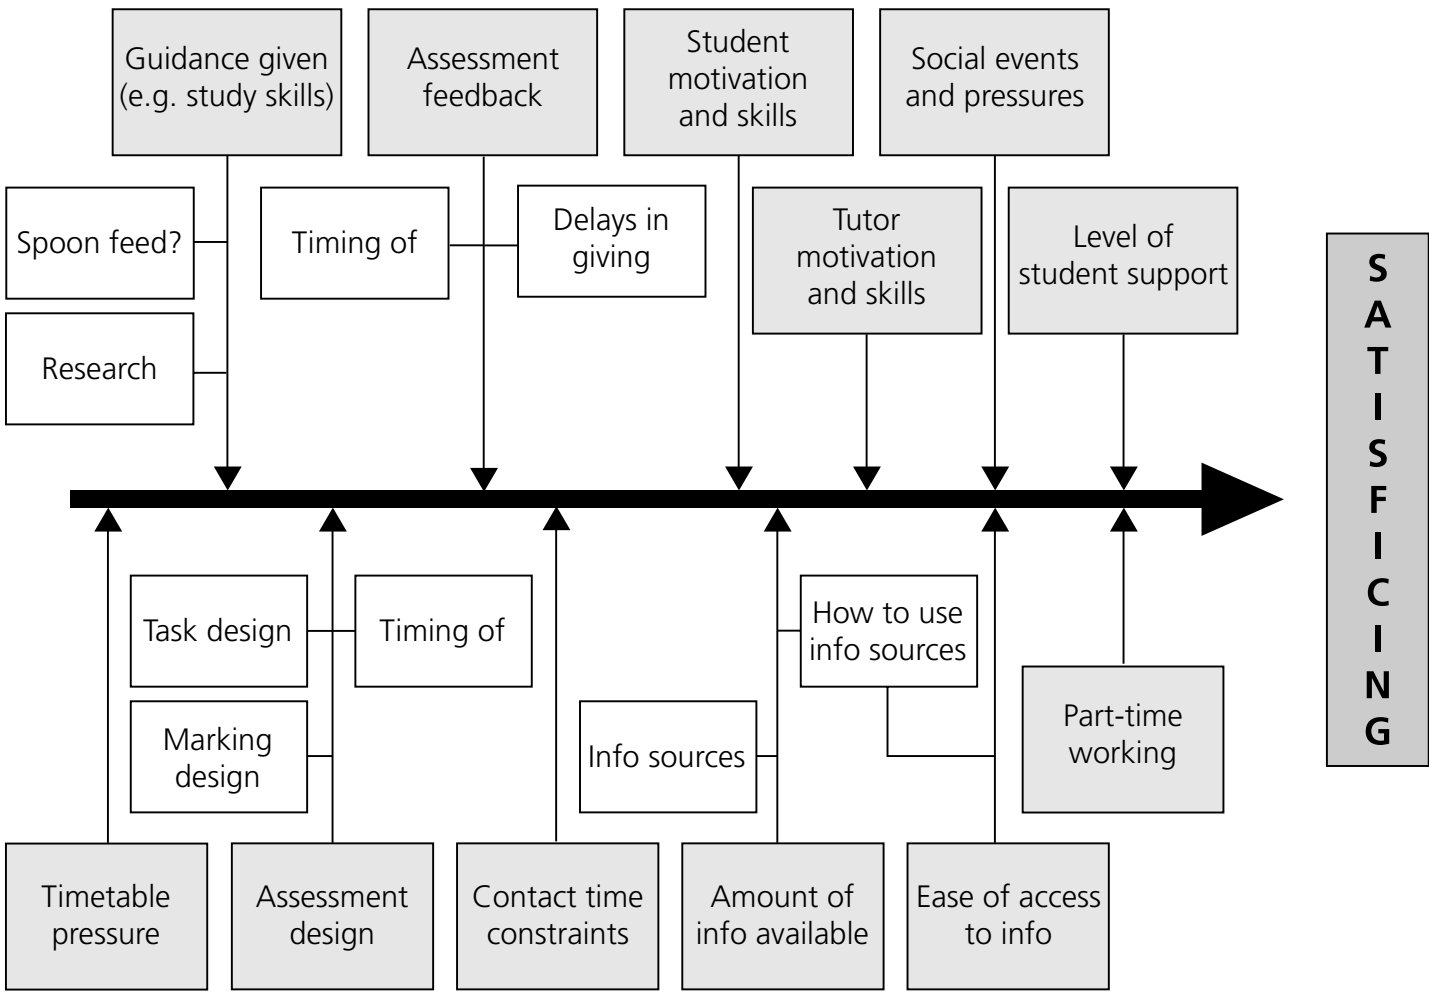 Guidance given
(e.g. study skills)
Assessment
feedback
Student
motivation
and skills
Social events
and pressures
Spoon feed?
Timing of
Delays in
giving
Tutor
motivation
and skills
Level of
student support
Research
S
A
T
I
S
F
I
C
I
N
G
Task design
Timing of
How to use
info sources
Marking
design
Info sources
Part-time
working
Timetable
pressure
Assessment
design
Contact time
constraints
Amount of
info available
Ease of access
to info